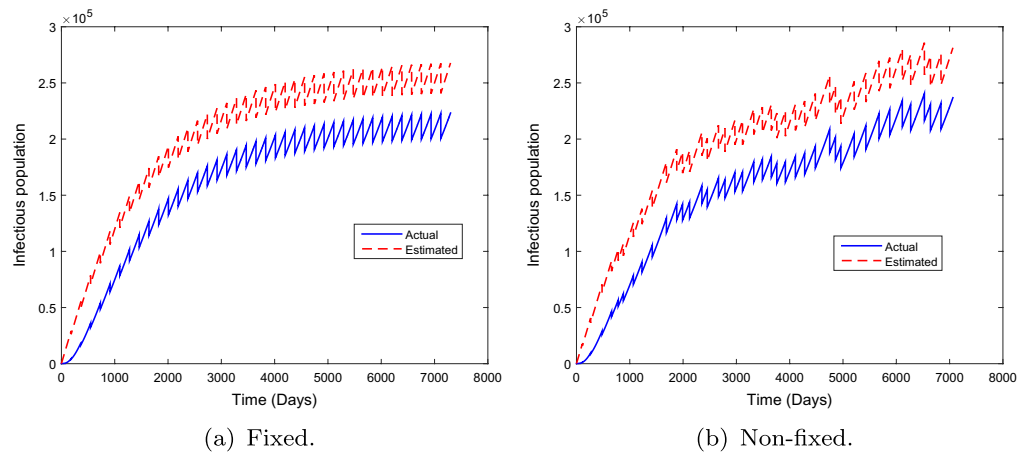 ×10⁵
3
2.5
2
1.5
1
0.5
0
0 1000 2000 3000 4000 5000 6000 7000 8000
Infectious population
Time (Days)
Actual
Estimated
(a) Fixed.
×10⁵
3
2.5
2
1.5
1
0.5
0
0 1000 2000 3000 4000 5000 6000 7000 8000
Infectious population
Time (Days)
Actual
Estimated
(b) Non-fixed.